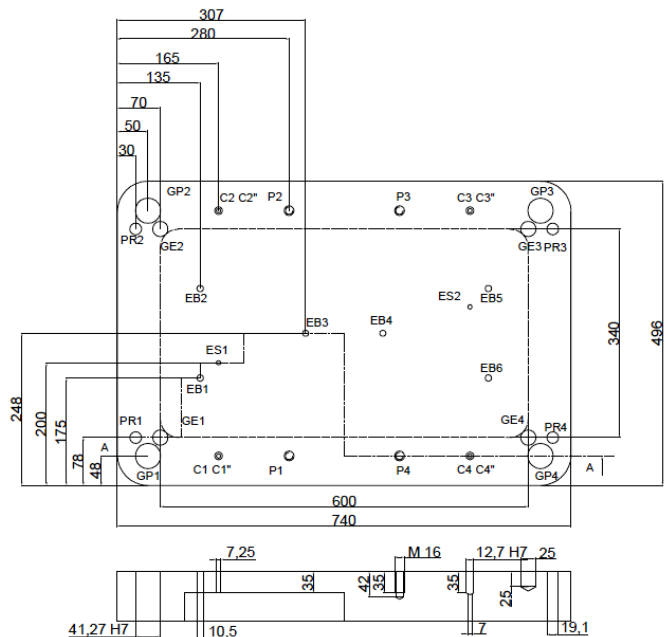 307
280
165
135
70
50
30
GP2
C2 C2"
P2
P3
C3 C3"
GP3
PR2
GE2
GE3
PR3
EB2
ES2
EB5
EB3
EB4
340
496
ES1
EB1
EB6
248
200
175
78
48
PR1
GE1
GE4
PR4
A
A
GP1
C1 C1"
P1
P4
C4 C4"
GP4
600
740
7,25
M 16
12,7 H7
25
35
42
35
35
25
41,27 H7
10.5
7
19,1